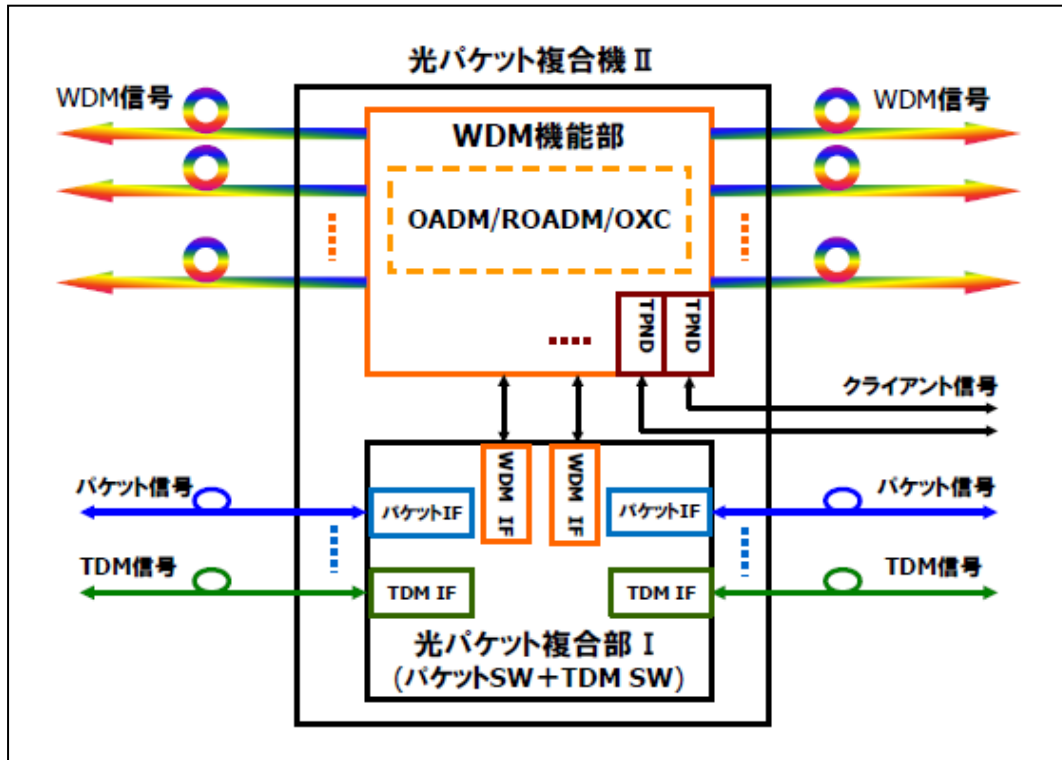 光パケット複合機Ⅱ
WDM信号
WDM信号
WDM機能部
OADM/ROADM/OXC
TPND
TPND
クライアント信号
WDM IF
WDM IF
パケット信号
パケット信号
パケットIF
パケットIF
TDM信号
TDM信号
TDM IF
TDM IF
光パケット複合部Ⅰ
(パケットSW+TDM SW)